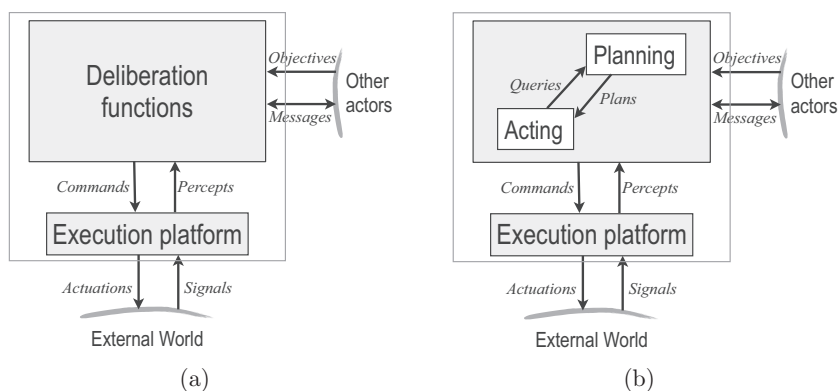 Deliberation
functions
Objectives
Other
actors
Messages
Commands
Percepts
Execution platform
Actuations
Signals
External World
(a)
Planning
Queries
Plans
Acting
Objectives
Other
actors
Messages
Commands
Percepts
Execution platform
Actuations
Signals
External World
(b)